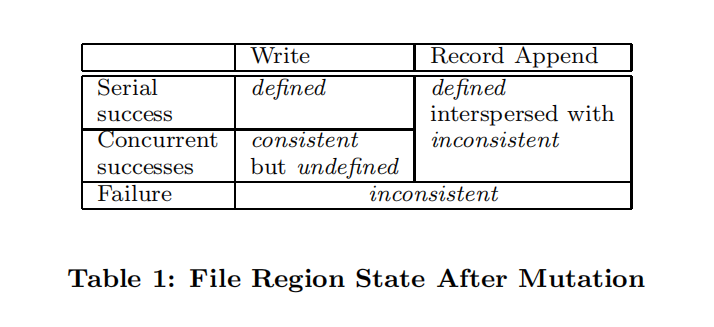 Write Record Append
Serial defined defined
success interspersed with
Concurrent consistent inconsistent
successes but undefined
Failure inconsistent
Table 1: File Region State After Mutation